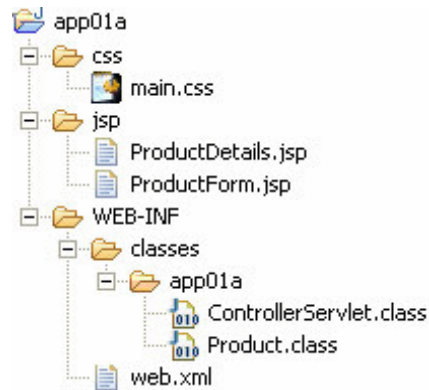 app01a
css
main.css
jsp
ProductDetails.jsp
ProductForm.jsp
WEB-INF
classes
app01a
ControllerServlet.class
Product.class
web.xml